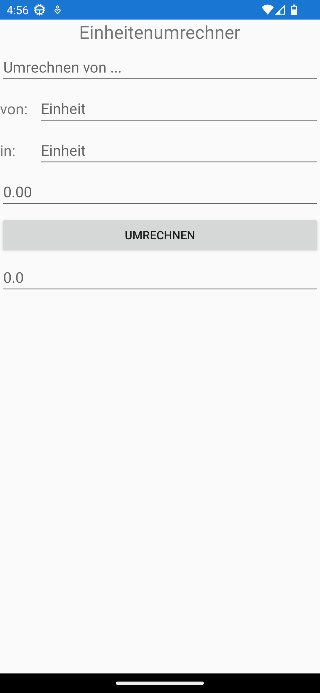 4:56
Einheitenumrechner
Umrechnen von ...
von: Einheit
in: Einheit
0.00
UMRECHNEN
0.0